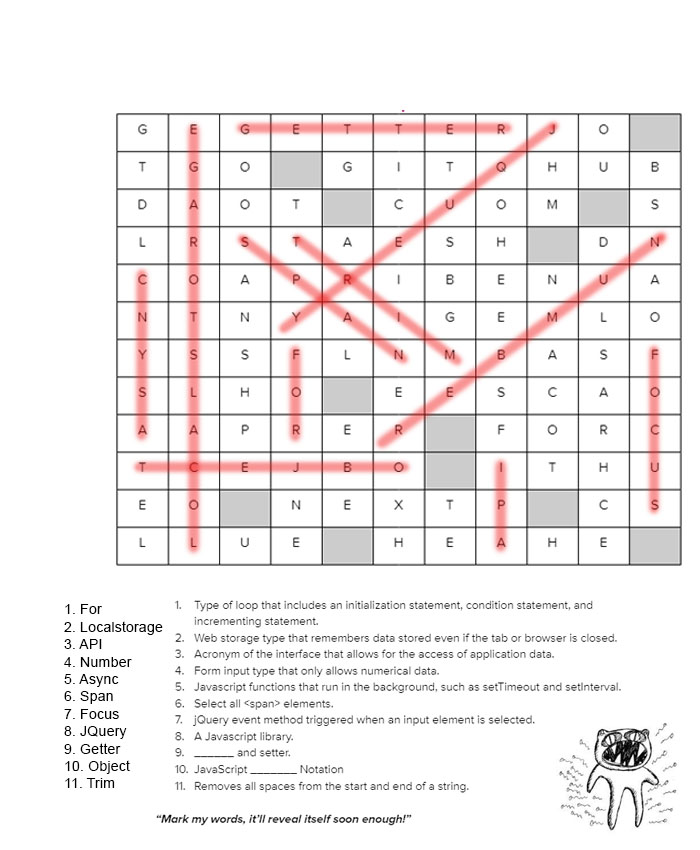 G E G E T T E R J O
T G O G I T Q H U B
D A O T C U O M S
L R S T A E S H D N
C O A P R I B E N U A
N T N Y A I G E M L O
Y S S F L N M B A S F
S L H O E E S C A O
A A P R E R F O R C
T C E J B O I T H U
E O N E X T P C S
L L U E H E A H E
1. For
2. Localstorage
3. API
4. Number
5. Async
6. Span
7. Focus
8. JQuery
9. Getter
10. Object
11. Trim
1. Type of loop that includes an initialization statement, condition statement, and
incrementing statement.
2. Web storage type that remembers data stored even if the tab or browser is closed.
3. Acronym of the interface that allows for the access of application data.
4. Form input type that only allows numerical data.
5. Javascript functions that run in the background, such as setTimeout and setInterval.
6. Select all <span> elements.
7. jQuery event method triggered when an input element is selected.
8. A Javascript library.
9. ______ and setter.
10. JavaScript _______ Notation
11. Removes all spaces from the start and end of a string.
“Mark my words, it’ll reveal itself soon enough!”